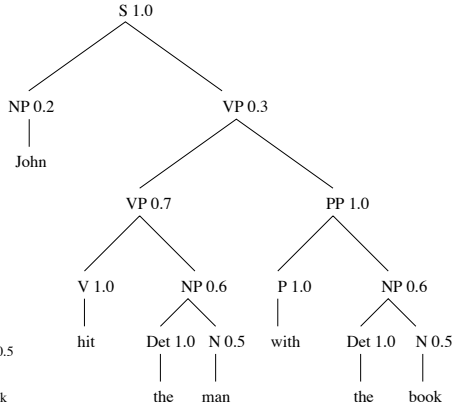 S 1.0
NP 0.2 VP 0.3
John
VP 0.7 PP 1.0
V 1.0 NP 0.6 P 1.0 NP 0.6
hit Det 1.0 N 0.5 with Det 1.0 N 0.5
0.5
the man the book
k